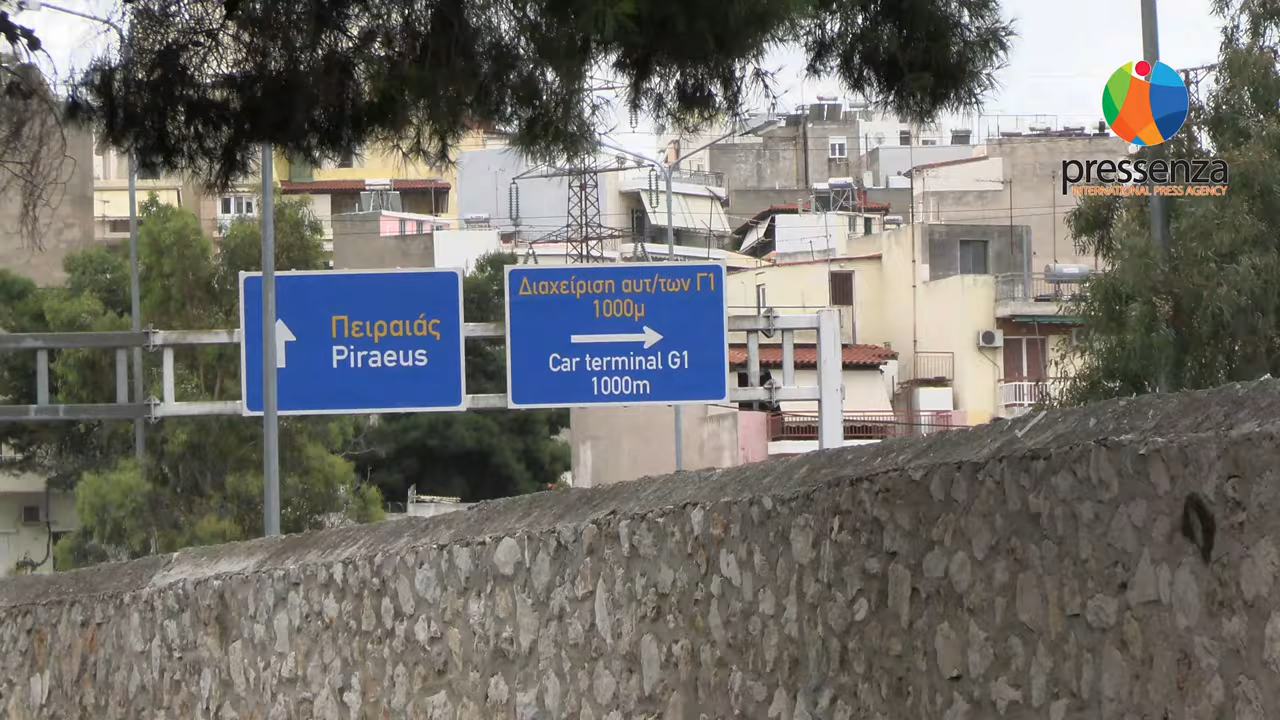 pressenza
INTERNATIONAL PRESS AGENCY
Πειραιάς
Piraeus
Διαχείριση αυτ/των Γ1
1000μ
Car terminal G1
1000m